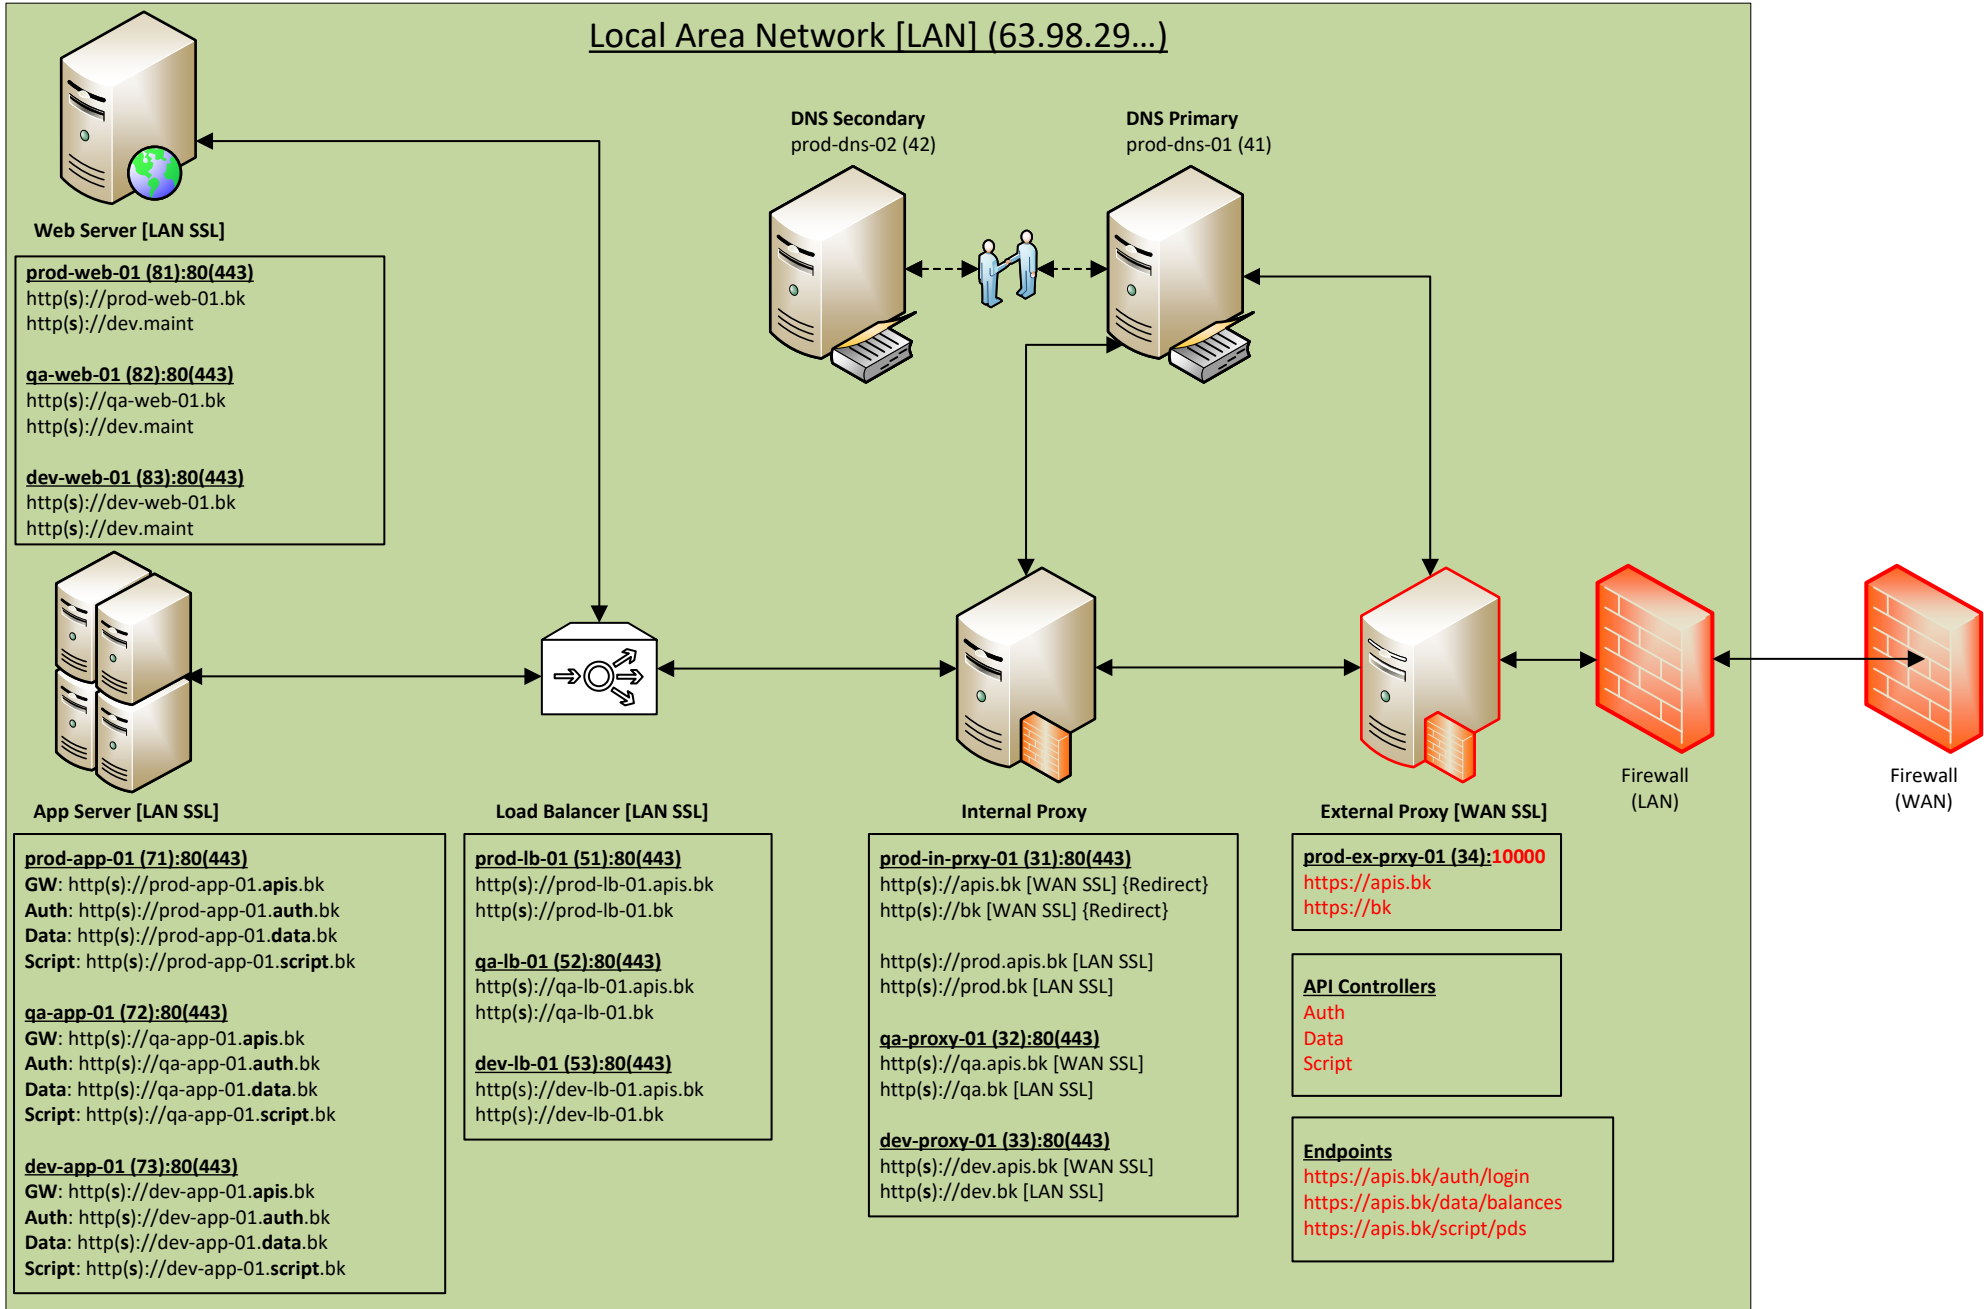 Local Area Network [LAN] (63.98.29...)
DNS Secondary
prod-dns-02 (42)
DNS Primary
prod-dns-01 (41)
Web Server [LAN SSL]
prod-web-01 (81):80(443)
http(s)://prod-web-01.bk
http(s)://dev.maint
qa-web-01 (82):80(443)
http(s)://qa-web-01.bk
http(s)://dev.maint
dev-web-01 (83):80(443)
http(s)://dev-web-01.bk
http(s)://dev.maint
Firewall
(LAN)
Firewall
(WAN)
App Server [LAN SSL]
prod-app-01 (71):80(443)
GW: http(s)://prod-app-01.apis.bk
Auth: http(s)://prod-app-01.auth.bk
Data: http(s)://prod-app-01.data.bk
Script: http(s)://prod-app-01.script.bk
qa-app-01 (72):80(443)
GW: http(s)://qa-app-01.apis.bk
Auth: http(s)://qa-app-01.auth.bk
Data: http(s)://qa-app-01.data.bk
Script: http(s)://qa-app-01.script.bk
dev-app-01 (73):80(443)
GW: http(s)://dev-app-01.apis.bk
Auth: http(s)://dev-app-01.auth.bk
Data: http(s)://dev-app-01.data.bk
Script: http(s)://dev-app-01.script.bk
Load Balancer [LAN SSL]
prod-lb-01 (51):80(443)
http(s)://prod-lb-01.apis.bk
http(s)://prod-lb-01.bk
qa-lb-01 (52):80(443)
http(s)://qa-lb-01.apis.bk
http(s)://qa-lb-01.bk
dev-lb-01 (53):80(443)
http(s)://dev-lb-01.apis.bk
http(s)://dev-lb-01.bk
Internal Proxy
prod-in-prxy-01 (31):80(443)
http(s)://apis.bk [WAN SSL] {Redirect}
http(s)://bk [WAN SSL] {Redirect}
http(s)://prod.apis.bk [LAN SSL]
http(s)://prod.bk [LAN SSL]
qa-proxy-01 (32):80(443)
http(s)://qa.apis.bk [WAN SSL]
http(s)://qa.bk [LAN SSL]
dev-proxy-01 (33):80(443)
http(s)://dev.apis.bk [WAN SSL]
http(s)://dev.bk [LAN SSL]
External Proxy [WAN SSL]
prod-ex-prxy-01 (34):10000
https://apis.bk
https://bk
API Controllers
Auth
Data
Script
Endpoints
https://apis.bk/auth/login
https://apis.bk/data/balances
https://apis.bk/script/pds